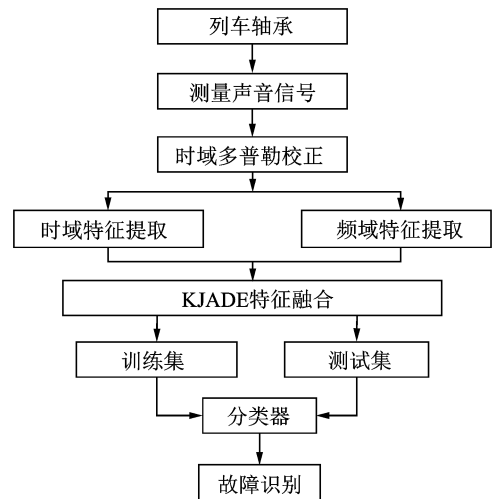 列车轴承
测量声音信号
时域多普勒校正
时域特征提取
频域特征提取
KJADE特征融合
训练集
测试集
分类器
故障识别